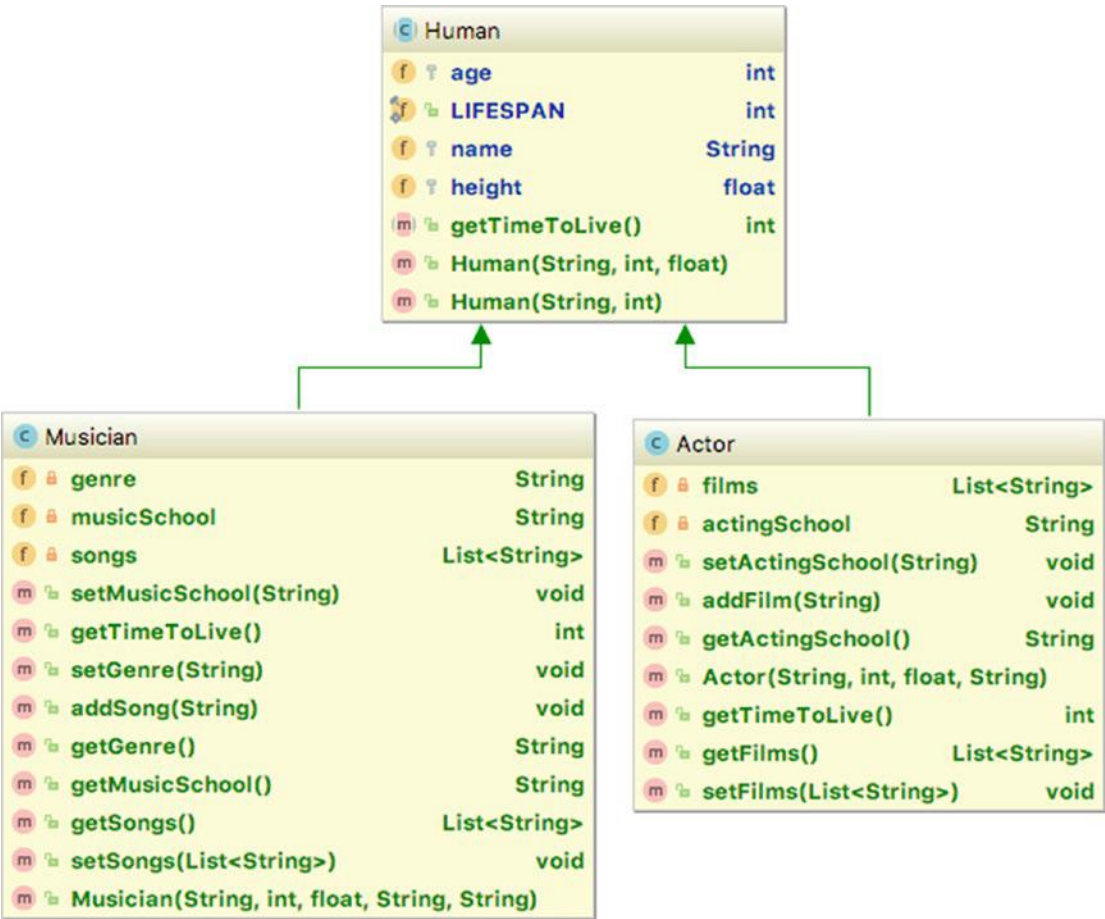 C Human
f age int
f LIFESPAN int
f name String
f height float
m getTimeToLive() int
m Human(String, int, float)
m Human(String, int)
C Musician
f genre String
f musicSchool String
f songs List<String>
m setMusicSchool(String) void
m getTimeToLive() int
m setGenre(String) void
m addSong(String) void
m getGenre() String
m getMusicSchool() String
m getSongs() List<String>
m setSongs(List<String>) void
m Musician(String, int, float, String, String)
C Actor
f films List<String>
f actingSchool String
m setActingSchool(String) void
m addFilm(String) void
m getActingSchool() String
m Actor(String, int, float, String)
m getTimeToLive() int
m getFilms() List<String>
m setFilms(List<String>) void